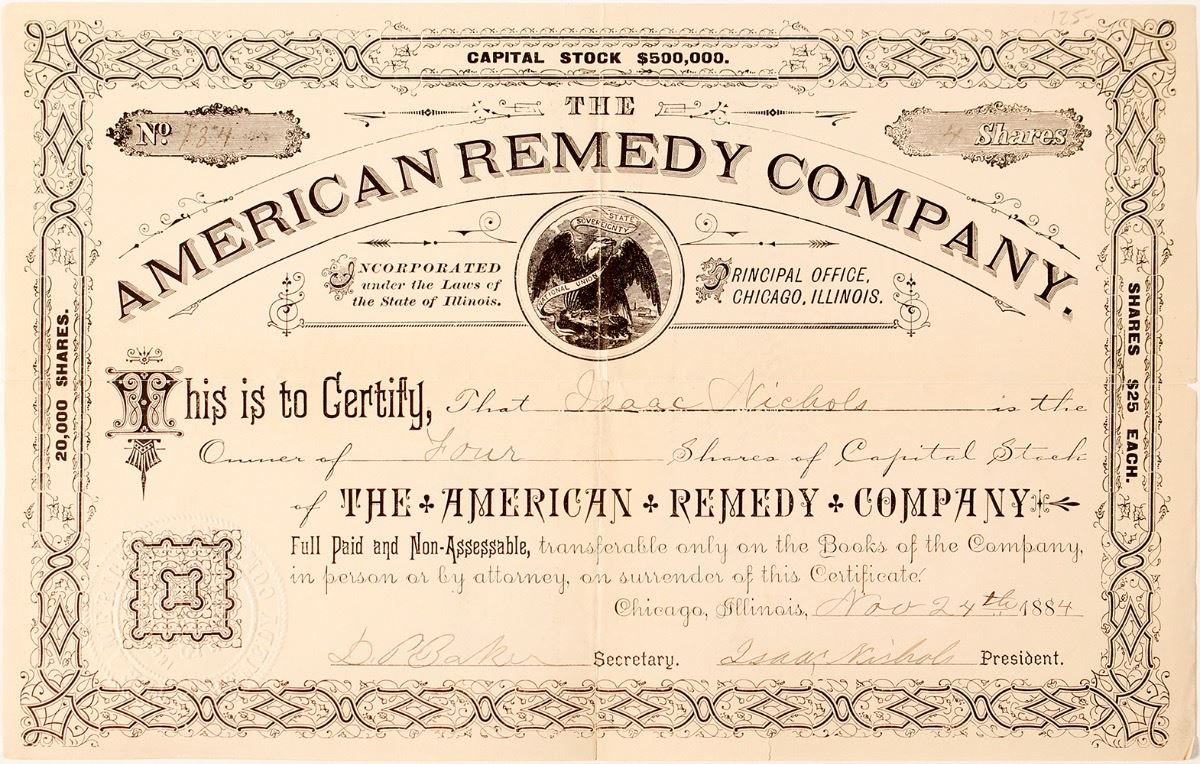 125-
CAPITAL STOCK $500,000.
THE
No.
4 Shares
AMERICAN REMEDY COMPANY.
STATE
SOVEREIGNTY
NATIONAL UNION
INCORPORATED
under the Laws of
the State of Illinois.
PRINCIPAL OFFICE,
CHICAGO, ILLINOIS.
20,000 SHARES.
SHARES $25 EACH.
This is to Certify, That Isaac Nichols is the
Owner of Four Shares of Capital Stock
of THE AMERICAN REMEDY COMPANY
Full Paid and Non-Assessable, transferable only on the Books of the Company,
in person or by attorney, on surrender of this Certificate.
Chicago, Illinois, Nov 24th 1884
D P Baker Secretary. Isaac Nichols President.